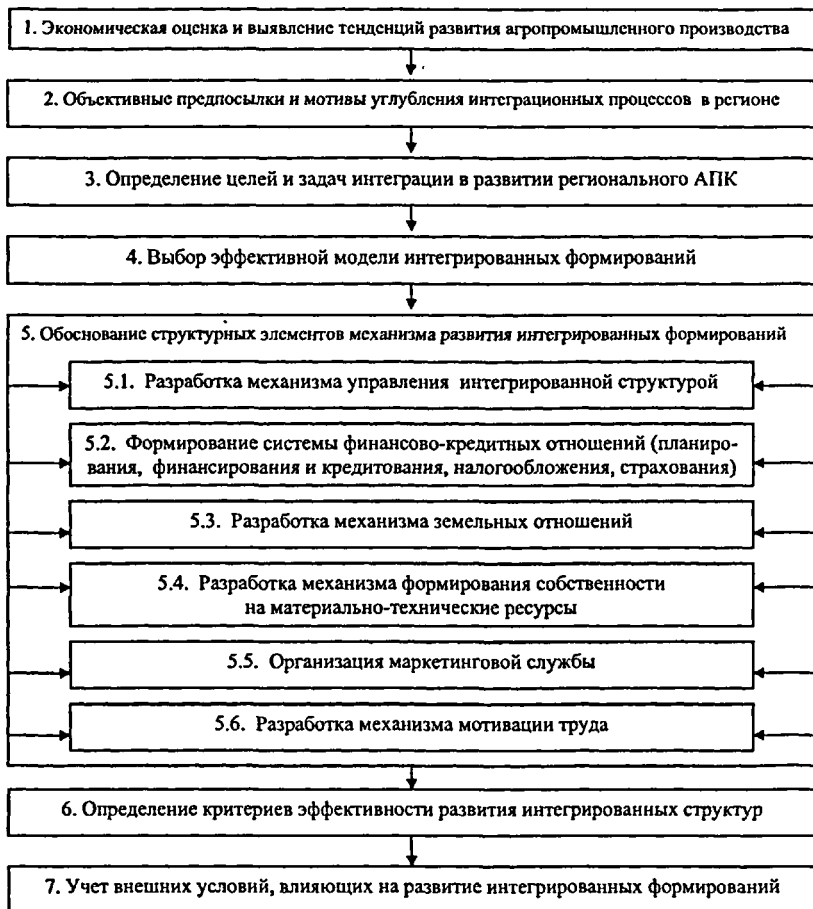 1. Экономическая оценка и выявление тенденций развития агропромышленного производства
2. Объективные предпосылки и мотивы углубления интеграционных процессов в регионе
3. Определение целей и задач интеграции в развитии регионального АПК
4. Выбор эффективной модели интегрированных формирований
5. Обоснование структурных элементов механизма развития интегрированных формирований
5.1. Разработка механизма управления интегрированной структурой
5.2. Формирование системы финансово-кредитных отношений (планиро-
вания, финансирования и кредитования, налогообложения, страхования)
5.3. Разработка механизма земельных отношений
5.4. Разработка механизма формирования собственности
на материально-технические ресурсы
5.5. Организация маркетинговой службы
5.6. Разработка механизма мотивации труда
6. Определение критериев эффективности развития интегрированных структур
7. Учет внешних условий, влияющих на развитие интегрированных формирований